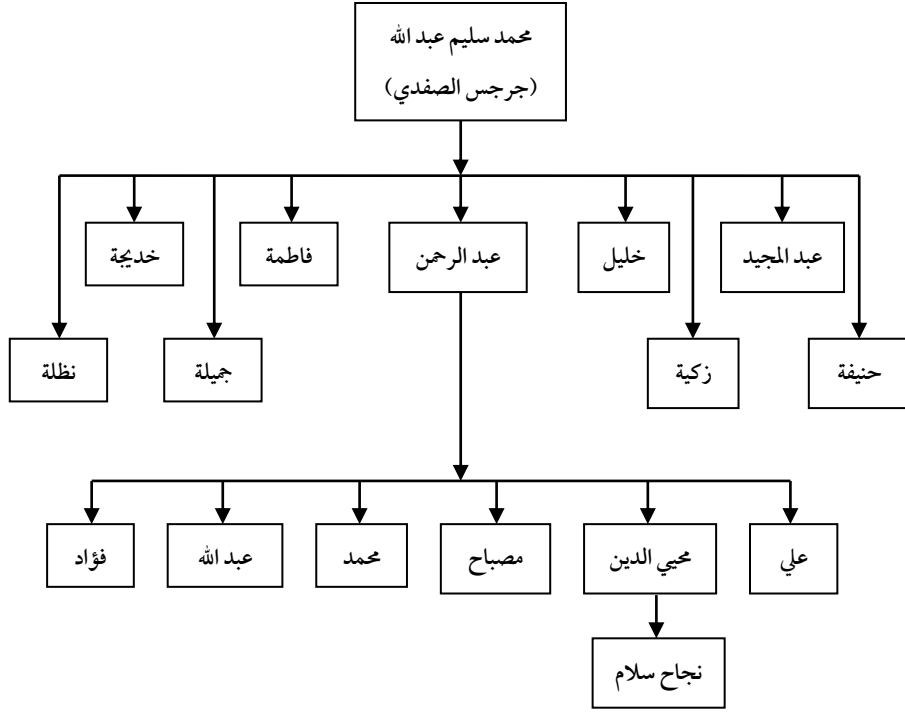 محمد سليم عبد الله
(جرجس الصفدي)
عبد المجيد
خليل
عبد الرحمن
فاطمة
خديجة
حنيفة
زكية
جميلة
نظلة
علي
محيي الدين
مصباح
محمد
عبد الله
فؤاد
نجاح سلام